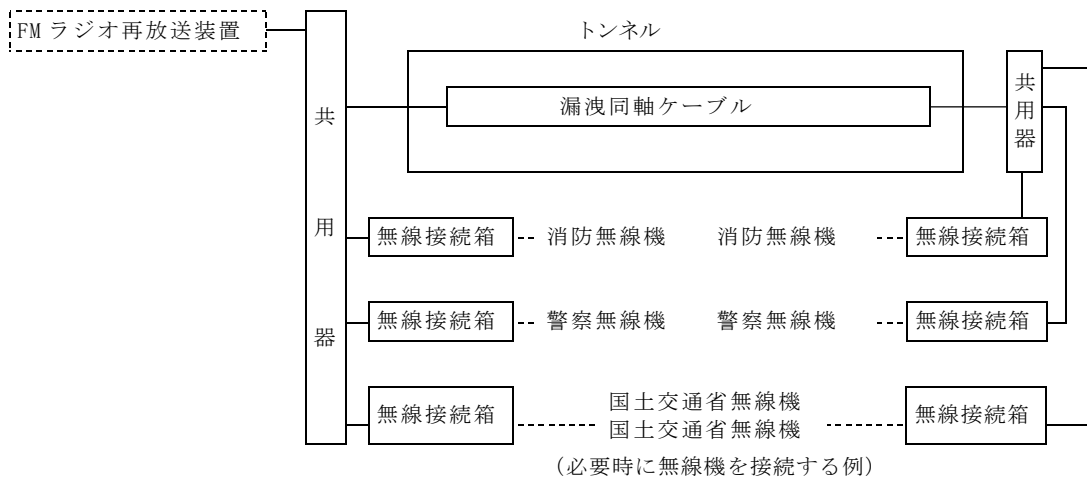 FMラジオ再放送装置
トンネル
漏洩同軸ケーブル
共用器
共用器
無線接続箱 消防無線機 消防無線機 無線接続箱
無線接続箱 警察無線機 警察無線機 無線接続箱
国土交通省無線機
無線接続箱 無線接続箱
国土交通省無線機
（必要時に無線機を接続する例）